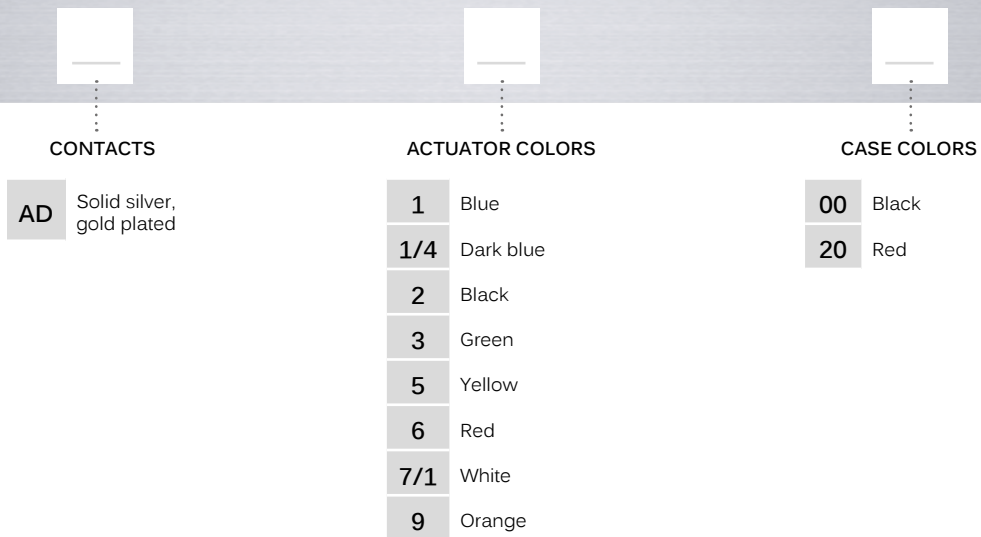 CONTACTS
AD Solid silver,
gold plated
ACTUATOR COLORS
1 Blue
1/4 Dark blue
2 Black
3 Green
5 Yellow
6 Red
7/1 White
9 Orange
CASE COLORS
00 Black
20 Red